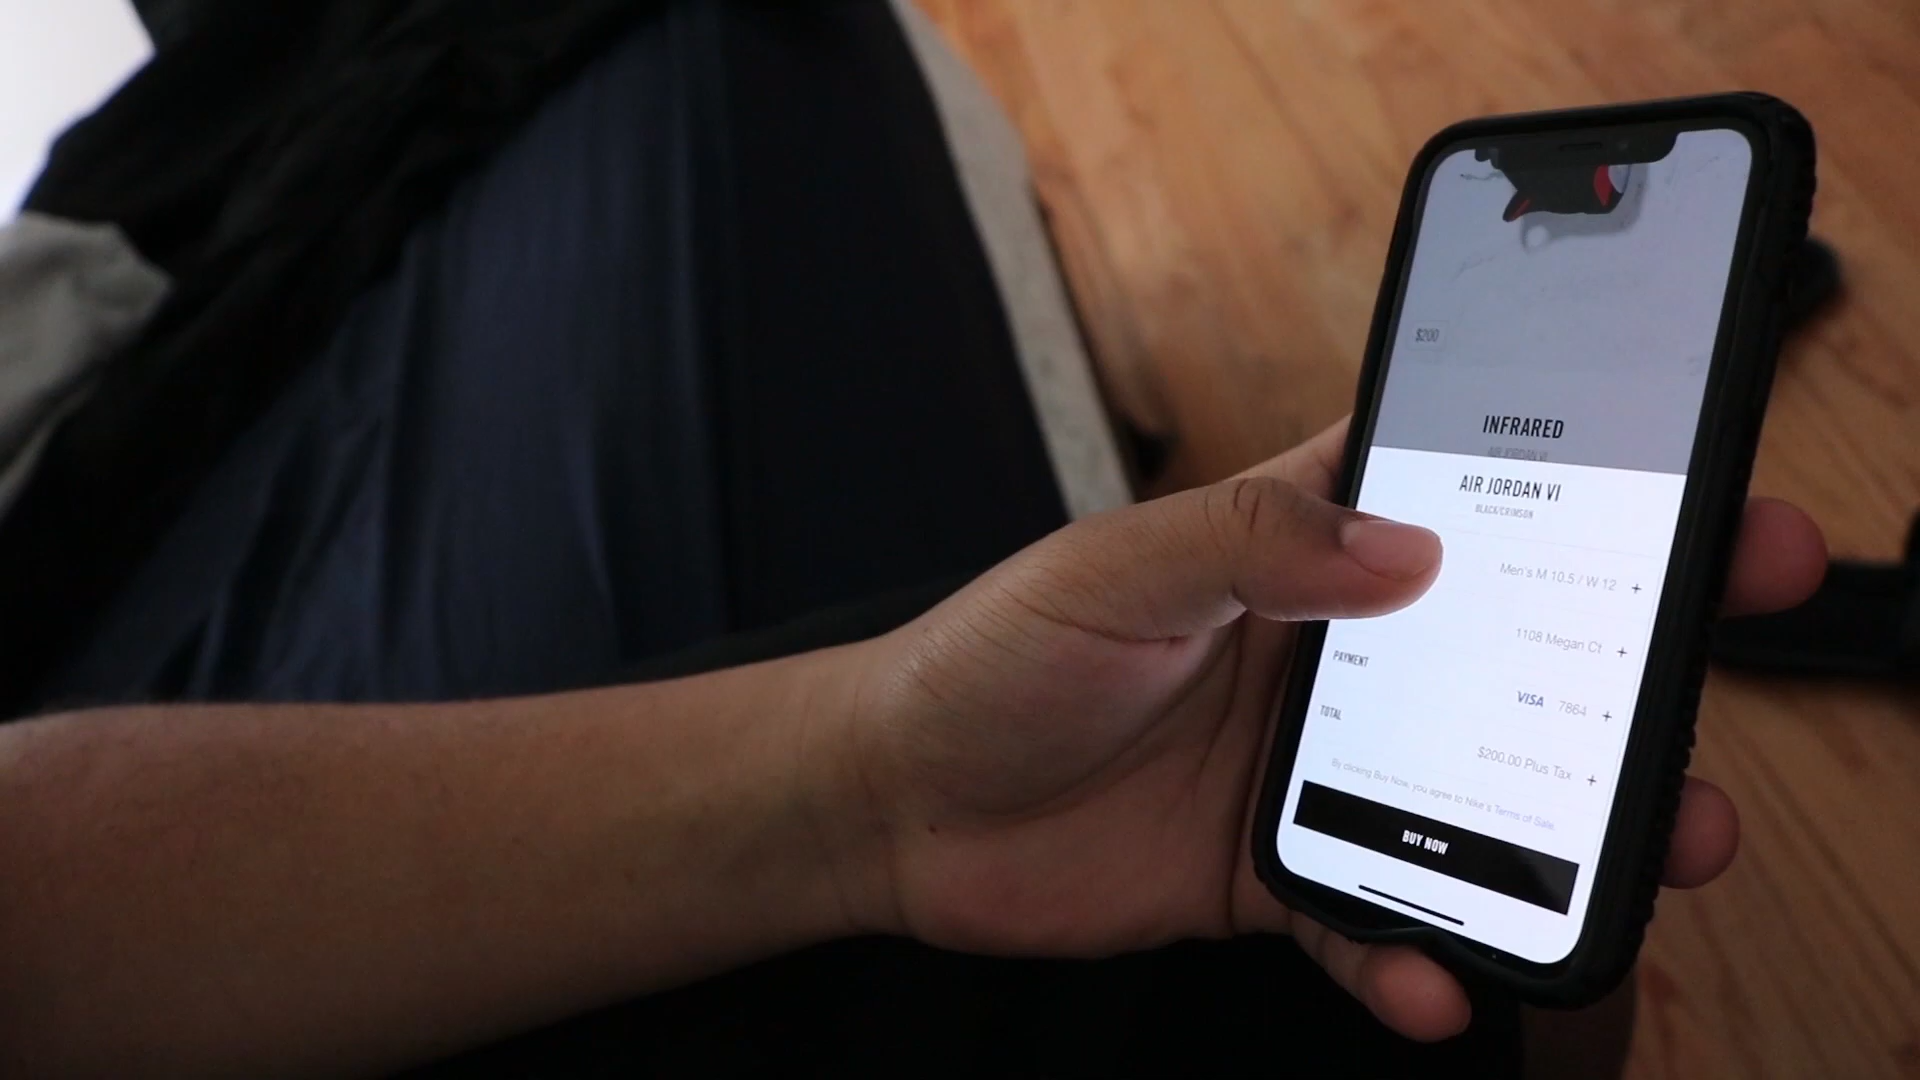 $200
INFRARED
AIR JORDAN VI
AIR JORDAN VI
BLACK/CRIMSON
Men's M 10.5 / W 12 +
1108 Megan Ct +
PAYMENT
VISA 7864 +
TOTAL
$200.00 Plus Tax +
By clicking Buy Now, you agree to Nike's Terms of Sale.
BUY NOW